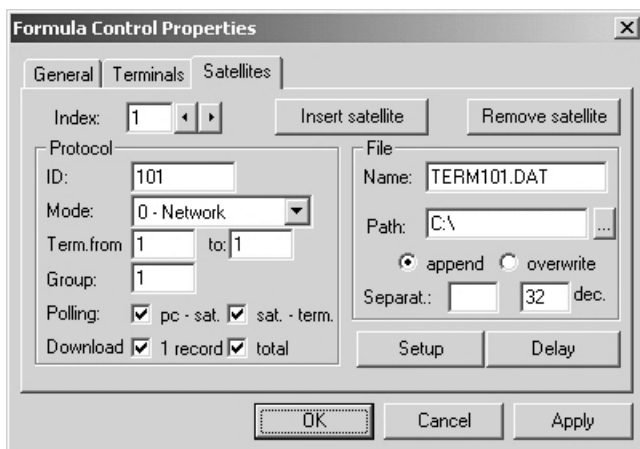 Formula Control Properties
General Terminals Satellites
Index: 1 Insert satellite Remove satellite
Protocol
ID: 101
Mode: 0 - Network
Term.from 1 to: 1
Group: 1
Polling: pc - sat. sat. - term.
Download 1 record total
File
Name: TERM101.DAT
Path: C:\ ...
append overwrite
Separat.: 32 dec.
Setup Delay
OK Cancel Apply